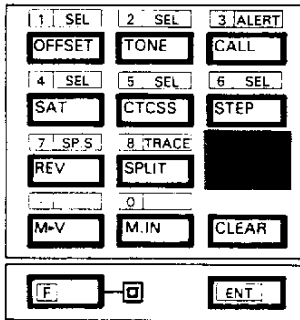 1 SEL 2 SEL 3 ALERT
OFFSET TONE CALL
4 SEL 5 SEL 6 SEL
SAT CTCSS STEP
7 SP.S 8 TRACE
REV SPLIT
· 0
M▸V M.IN CLEAR
F ENT